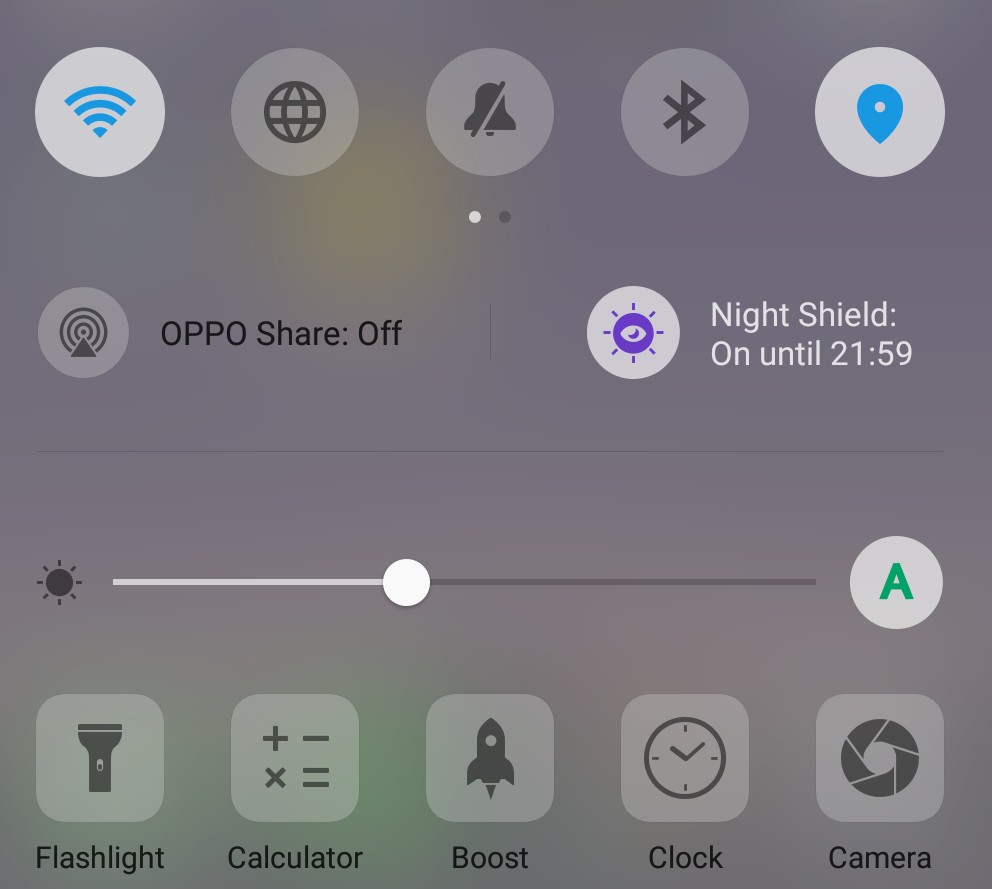 OPPO Share: Off
Night Shield:
On until 21:59
A
Flashlight
Calculator
Boost
Clock
Camera